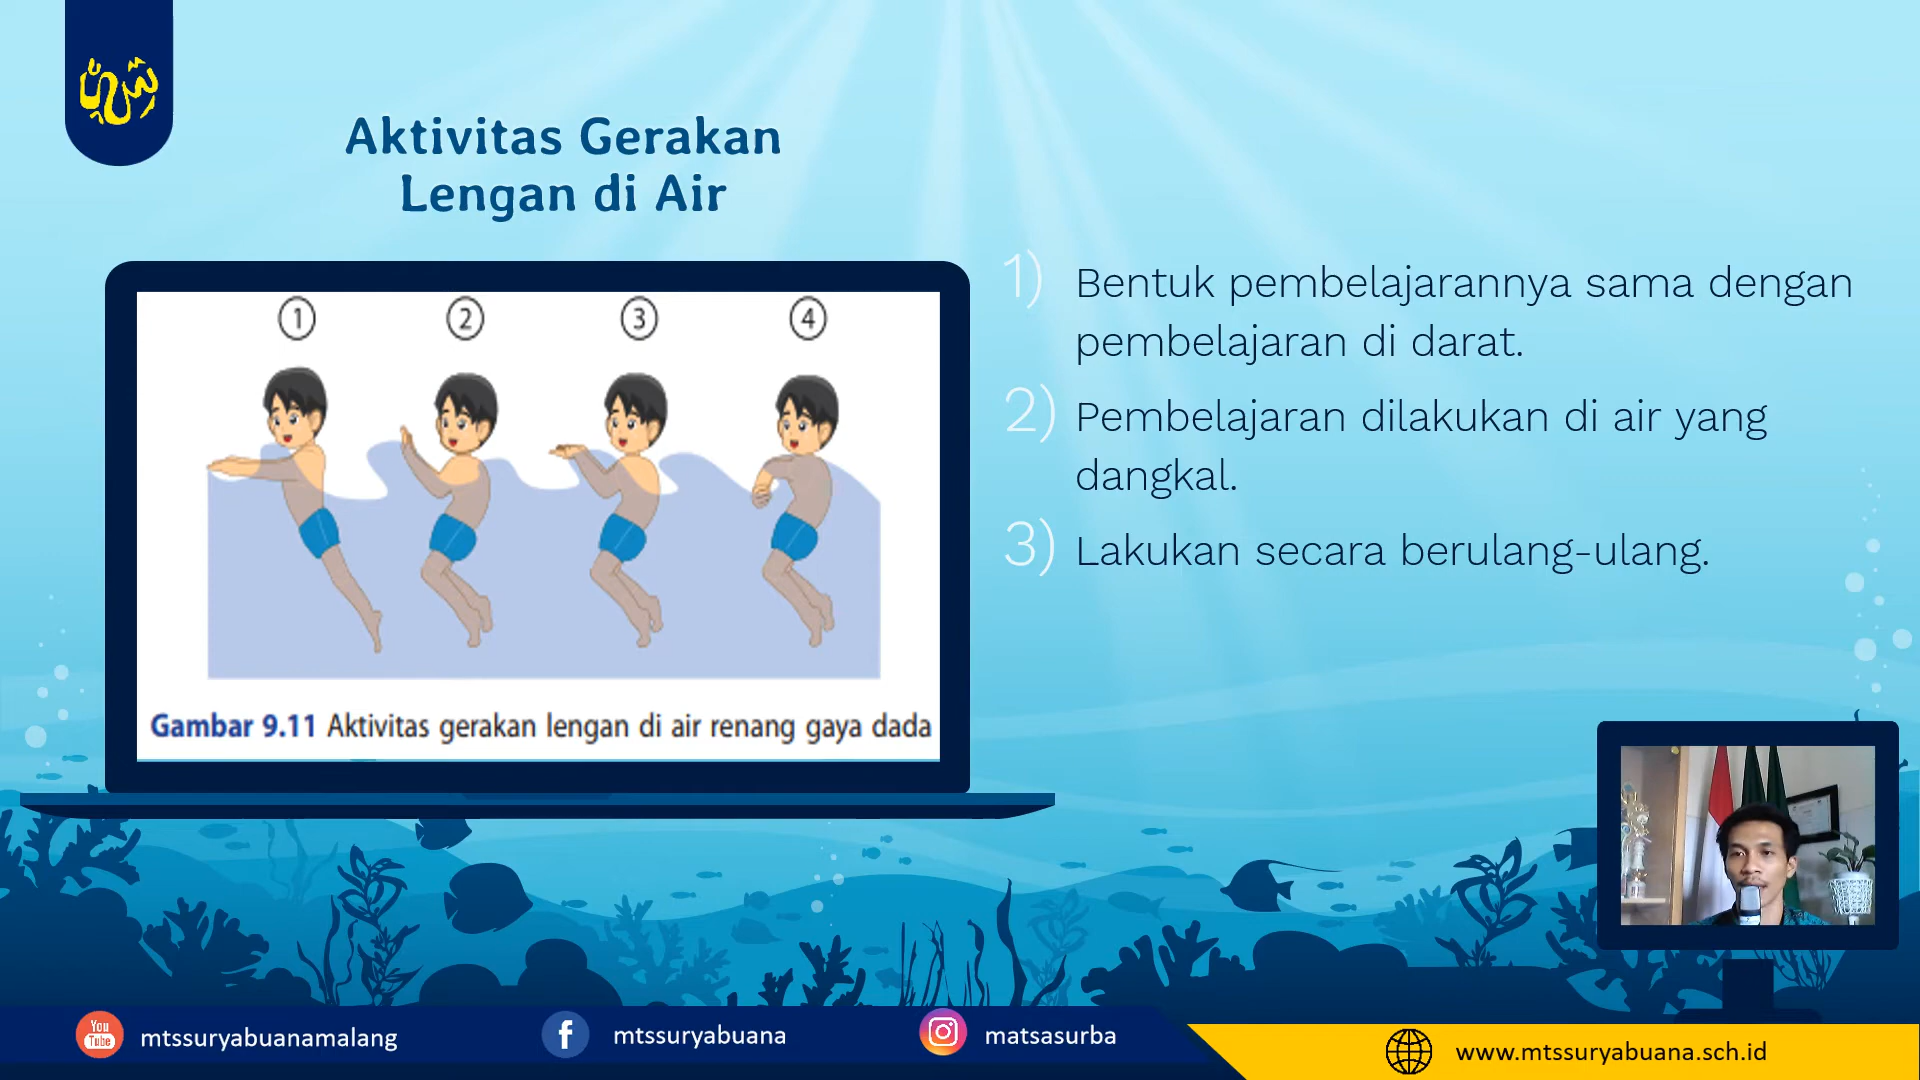 Aktivitas Gerakan
Lengan di Air
1
2
3
4
Gambar 9.11 Aktivitas gerakan lengan di air renang gaya dada
1) Bentuk pembelajarannya sama dengan
pembelajaran di darat.
2) Pembelajaran dilakukan di air yang
dangkal.
3) Lakukan secara berulang-ulang.
You
Tube
mtssuryabuanamalang
f
mtssuryabuana
matsasurba
www.mtssuryabuana.sch.id